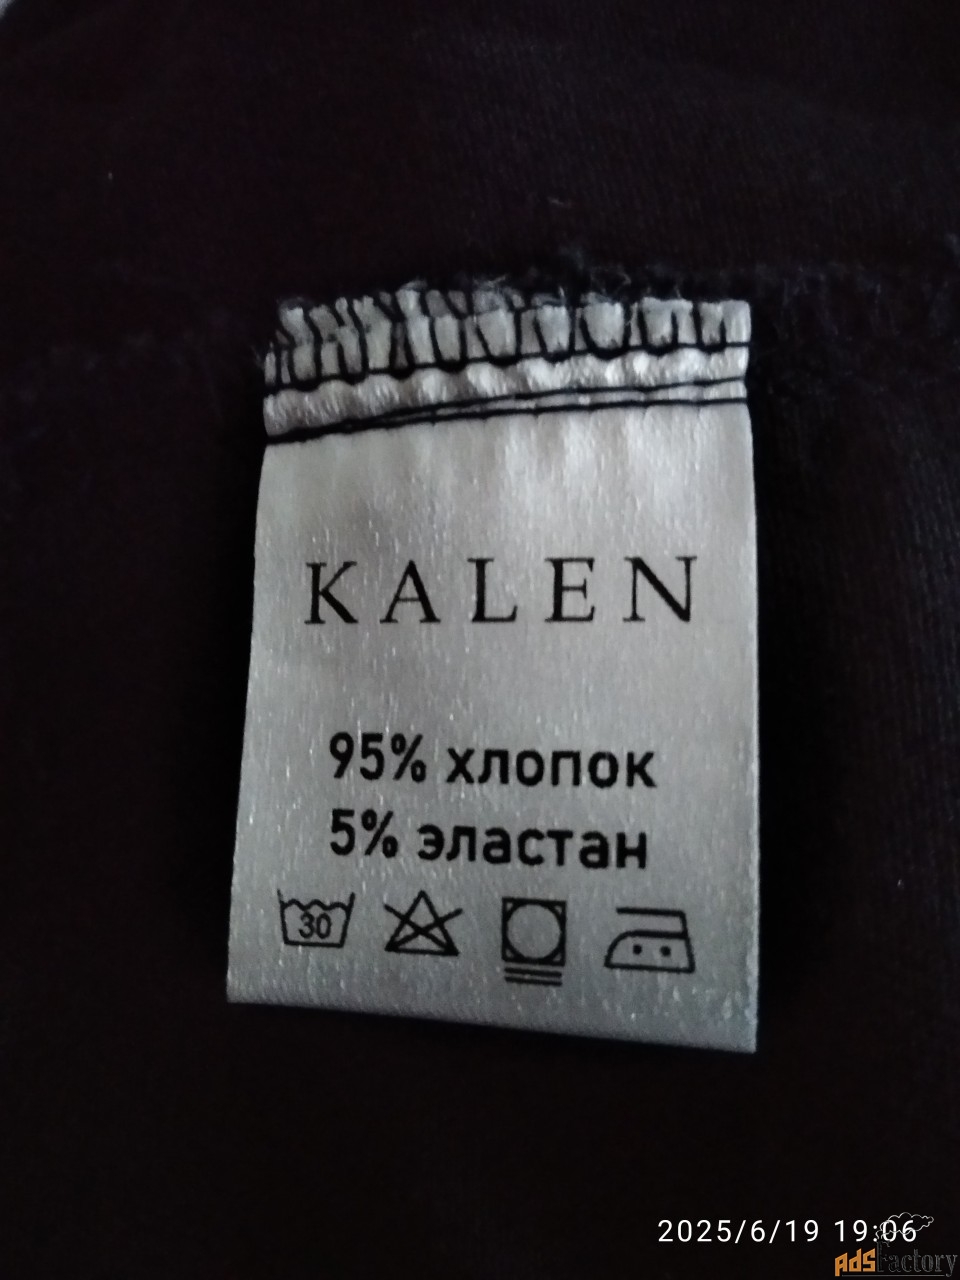 KALEN
95% хлопок
5% эластан
30
2025/6/19 19:06
AdsFactory